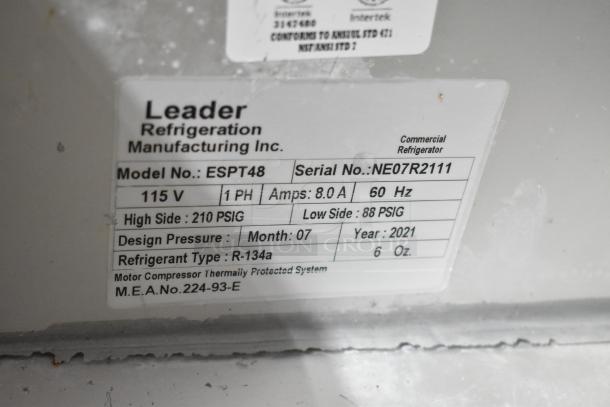 Intertek
3147480
Intertek
CONFORMS TO ANSI/UL STD 471
NSF/ANSI STD 7
Leader
Refrigeration
Manufacturing Inc.
Commercial
Refrigerator
Model No.: ESPT48 Serial No.:NE07R2111
115 V 1 PH Amps: 8.0 A 60 Hz
High Side : 210 PSIG Low Side : 88 PSIG
Design Pressure : Month: 07 Year : 2021
Refrigerant Type : R-134a 6 Oz.
Motor Compressor Thermally Protected System
M.E.A.No.224-93-E